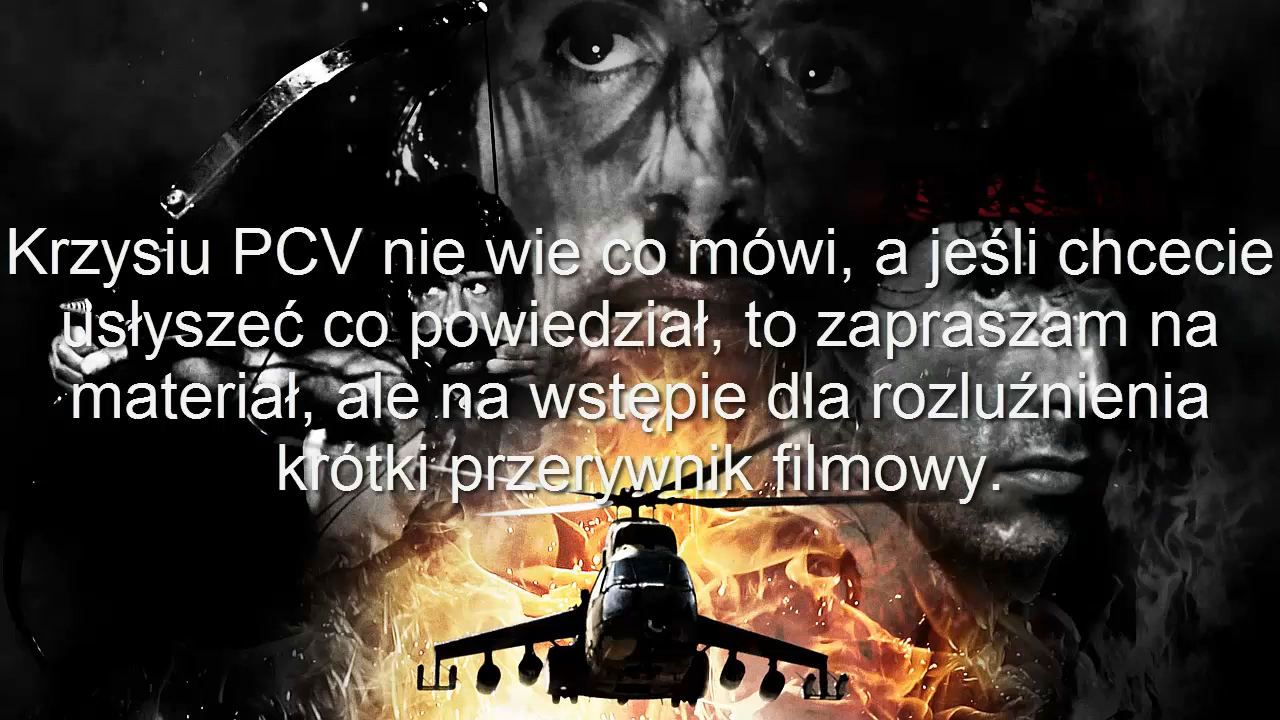 Krzysiu PCV nie wie co mówi, a jeśli chcecie
usłyszeć co powiedział, to zapraszam na
materiał, ale na wstępie dla rozluźnienia
krótki przerywnik filmowy.